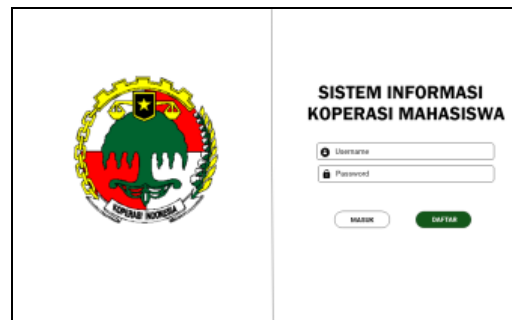 KOPERASI INDONESIA
SISTEM INFORMASI
KOPERASI MAHASISWA
Username
Password
MASUK
DAFTAR